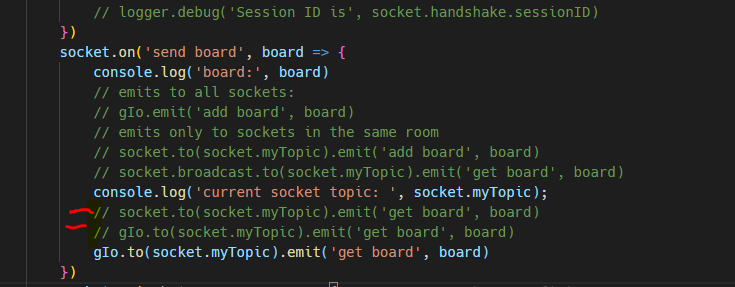 // logger.debug('Session ID is', socket.handshake.sessionID)
})
socket.on('send board', board => {
console.log('board:', board)
// emits to all sockets:
// gIo.emit('add board', board)
// emits only to sockets in the same room
// socket.to(socket.myTopic).emit('add board', board)
// socket.broadcast.to(socket.myTopic).emit('get board', board)
console.log('current socket topic: ', socket.myTopic);
// socket.to(socket.myTopic).emit('get board', board)
// gIo.to(socket.myTopic).emit('get board', board)
gIo.to(socket.myTopic).emit('get board', board)
})